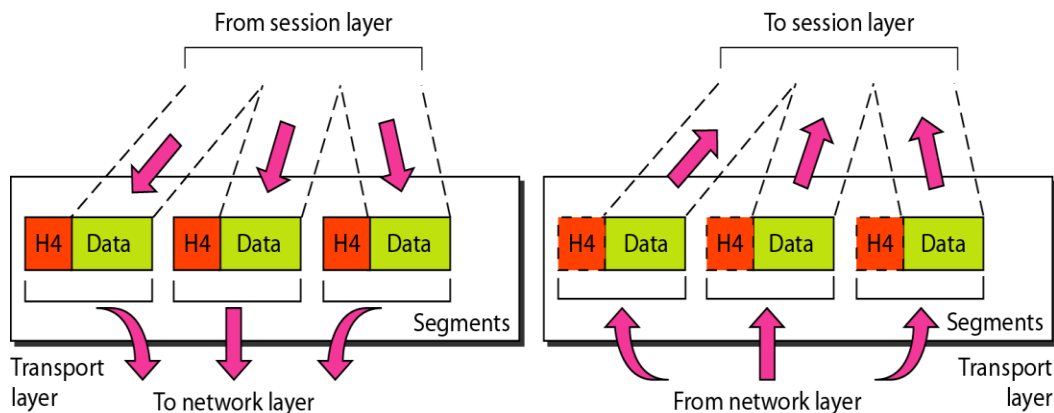 From session layer
H4 Data H4 Data H4 Data
Segments
Transport
layer
To network layer
To session layer
H4 Data H4 Data H4 Data
Segments
From network layer
Transport
layer